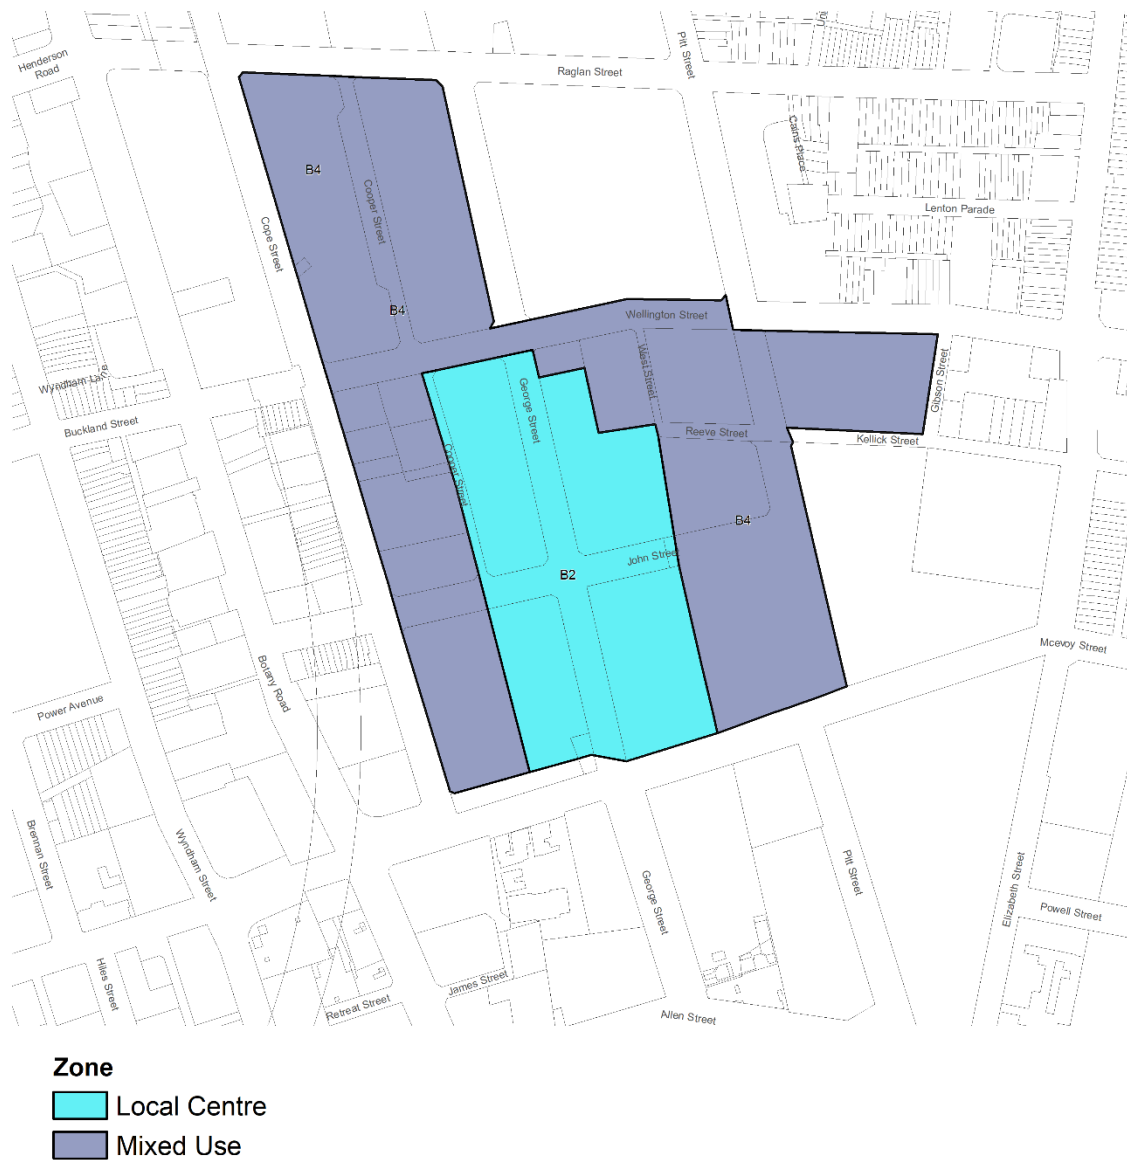 Henderson
Road
Raglan Street
Pitt Street
Cains Place
B4
Cooper Street
Lenton Parade
Cope Street
B4
Wellington Street
West Street
Gibson Street
George Street
Wyndham Lane
Buckland Street
Reeve Street
Kellick Street
Cooper Street
B4
John Street
B2
Mcevoy Street
Botany Road
Power Avenue
Brennan Street
Wyndham Street
George Street
Pitt Street
Elizabeth Street
Powell Street
Hiles Street
James Street
Retreat Street
Allen Street
Zone
Local Centre
Mixed Use